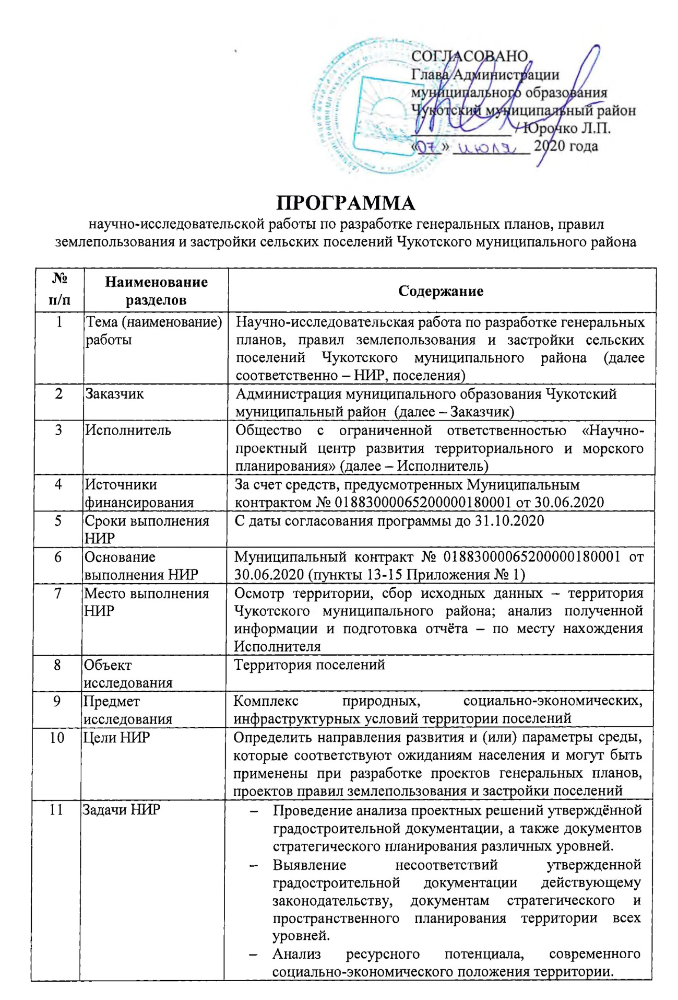 СОГЛАСОВАНО
Глава Администрации
муниципального образования
Чукотский муниципальный район
/ Юрочко Л.П.
«07» июля 2020 года
ПРОГРАММА
научно-исследовательской работы по разработке генеральных планов, правил
землепользования и застройки сельских поселений Чукотского муниципального района
№
п/п
Наименование
разделов
Содержание
1
Тема (наименование)
работы
Научно-исследовательская работа по разработке генеральных
планов, правил землепользования и застройки сельских
поселений Чукотского муниципального района (далее
соответственно – НИР, поселения)
2
Заказчик
Администрация муниципального образования Чукотский
муниципальный район (далее – Заказчик)
3
Исполнитель
Общество с ограниченной ответственностью «Научно-
проектный центр развития территориального и морского
планирования» (далее – Исполнитель)
4
Источники
финансирования
За счет средств, предусмотренных Муниципальным
контрактом № 01883000065200000180001 от 30.06.2020
5
Сроки выполнения
НИР
С даты согласования программы до 31.10.2020
6
Основание
выполнения НИР
Муниципальный контракт № 01883000065200000180001 от
30.06.2020 (пункты 13-15 Приложения № 1)
7
Место выполнения
НИР
Осмотр территории, сбор исходных данных – территория
Чукотского муниципального района; анализ полученной
информации и подготовка отчёта – по месту нахождения
Исполнителя
8
Объект
исследования
Территория поселений
9
Предмет
исследования
Комплекс природных, социально-экономических,
инфраструктурных условий территории поселений
10
Цели НИР
Определить направления развития и (или) параметры среды,
которые соответствуют ожиданиям населения и могут быть
применены при разработке проектов генеральных планов,
проектов правил землепользования и застройки поселений
11
Задачи НИР
– Проведение анализа проектных решений утверждённой
градостроительной документации, а также документов
стратегического планирования различных уровней.
– Выявление несоответствий утвержденной
градостроительной документации действующему
законодательству, документам стратегического и
пространственного планирования территории всех
уровней.
– Анализ ресурсного потенциала, современного
социально-экономического положения территории.